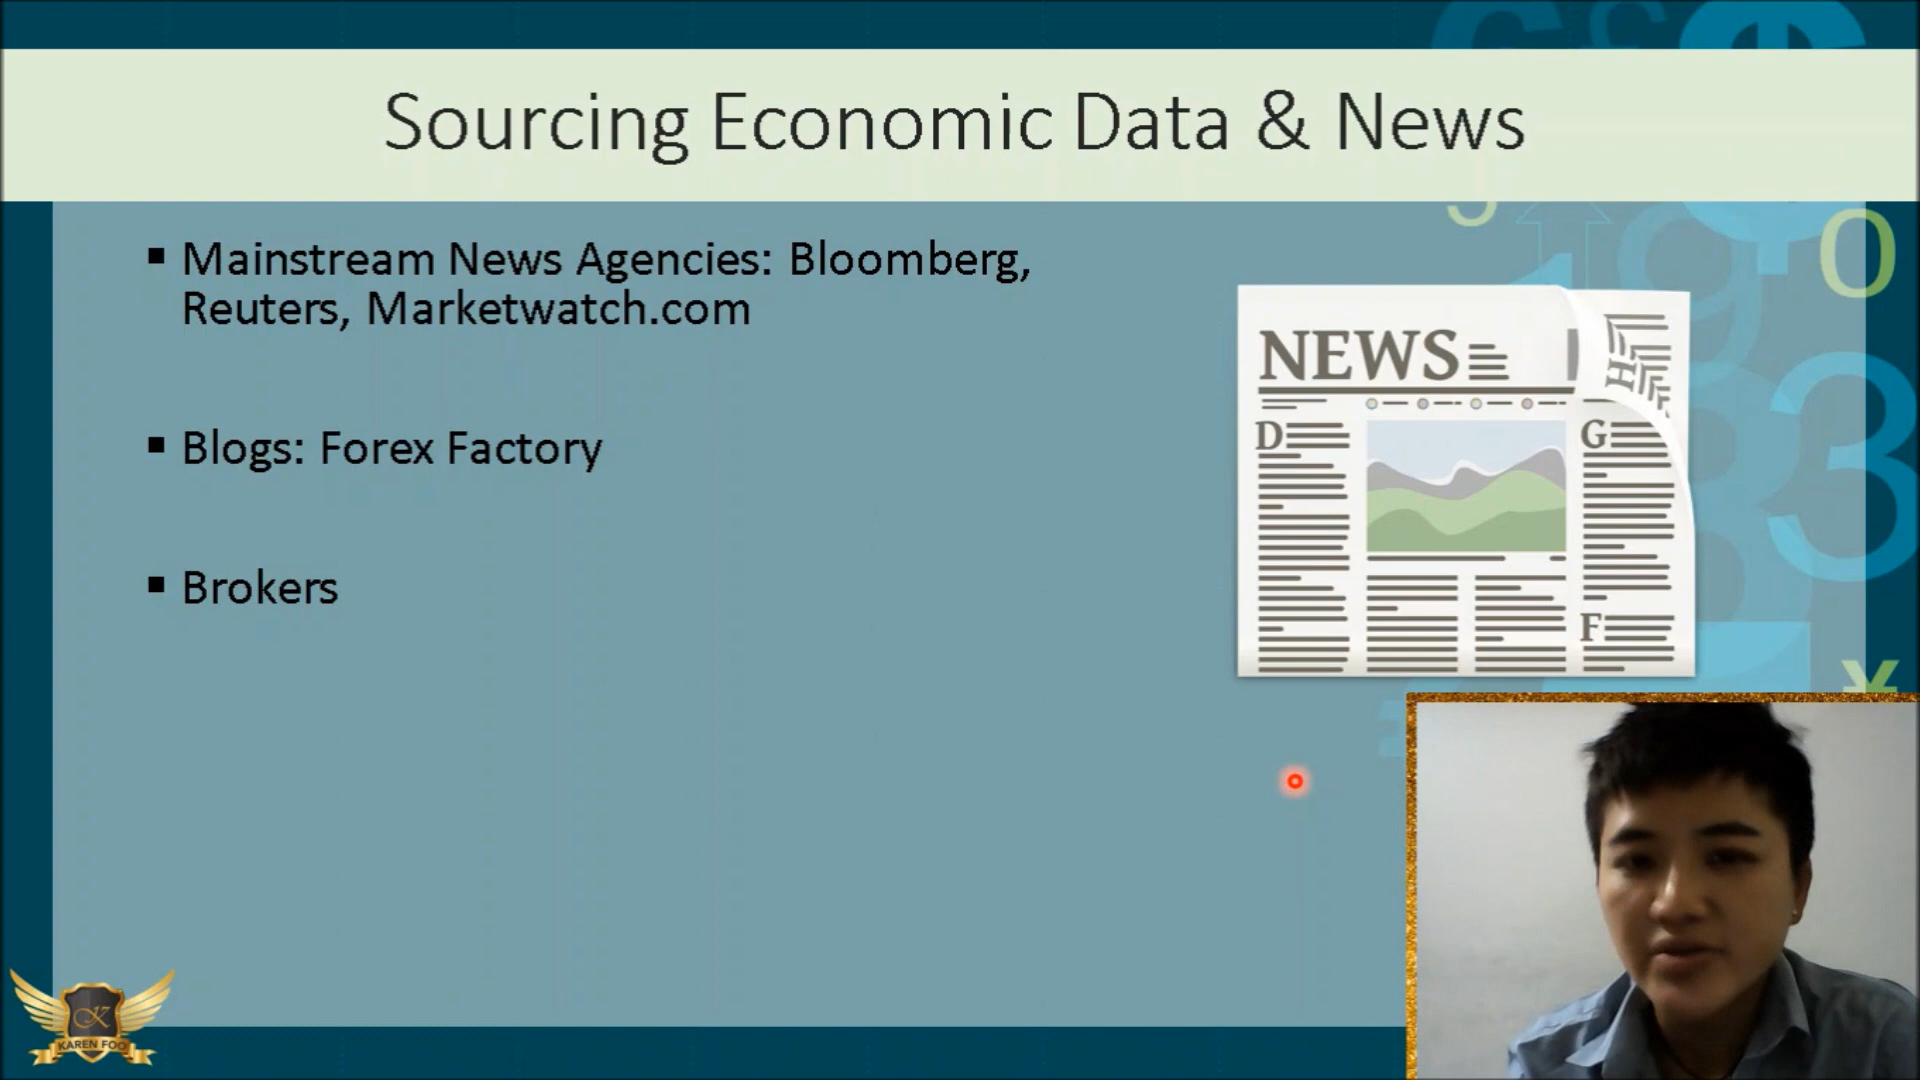 Sourcing Economic Data & News
▪ Mainstream News Agencies: Bloomberg,
Reuters, Marketwatch.com
▪ Blogs: Forex Factory
▪ Brokers
NEWS
H
D
G
F
K
KAREN FOO